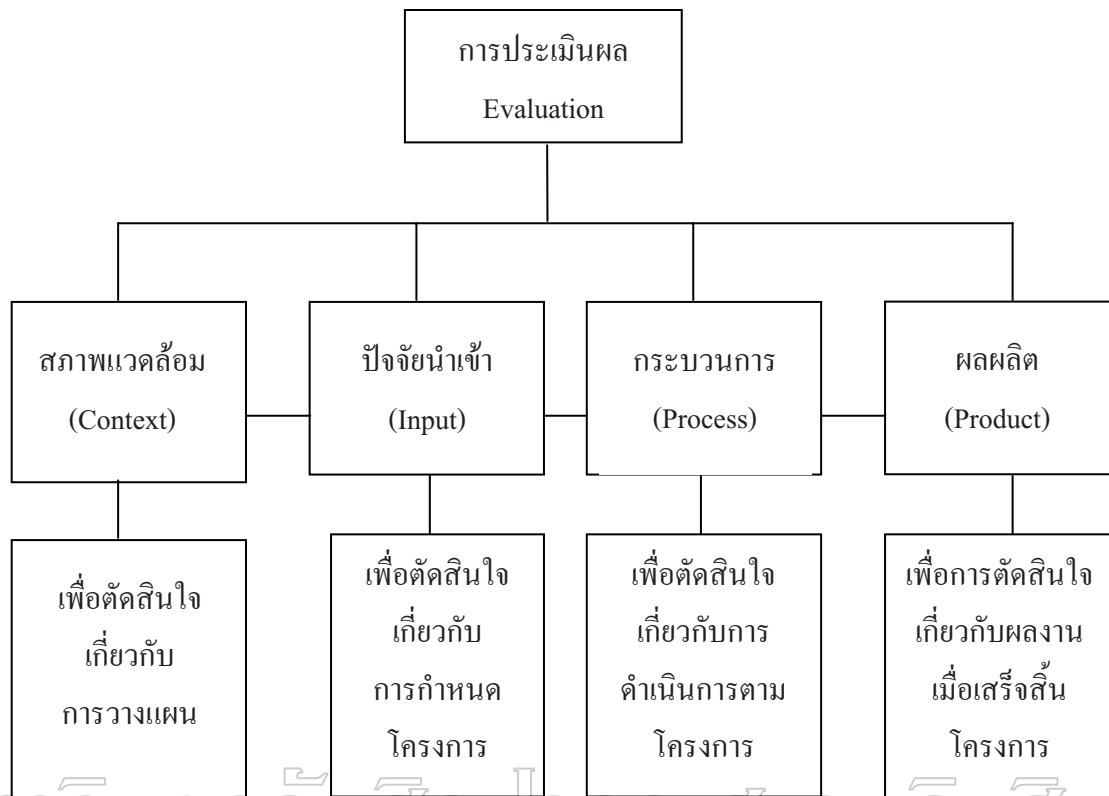 การประเมินผล
Evaluation
สภาพแวดล้อม
(Context)
ปัจจัยนำเข้า
(Input)
กระบวนการ
(Process)
ผลผลิต
(Product)
เพื่อตัดสินใจ
เกี่ยวกับ
การวางแผน
เพื่อตัดสินใจ
เกี่ยวกับ
การกำหนด
โครงการ
เพื่อตัดสินใจ
เกี่ยวกับการ
ดำเนินการตาม
โครงการ
เพื่อการตัดสินใจ
เกี่ยวกับผลงาน
เมื่อเสร็จสิ้น
โครงการ